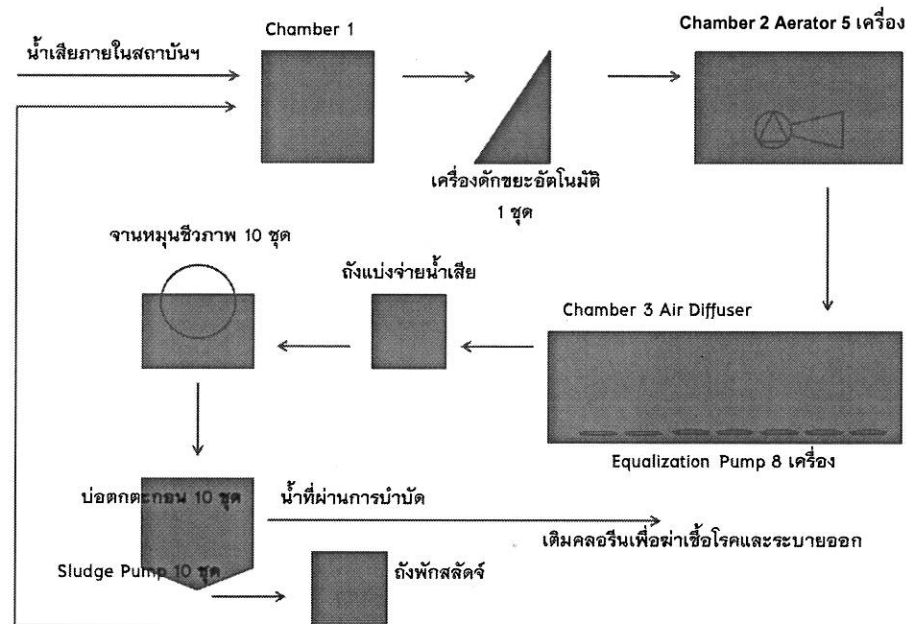 Chamber 1
Chamber 2 Aerator 5 เครื่อง
น้ำเสียภายในสถาบันฯ
เครื่องดักขยะอัตโนมัติ
1 ชุด
จานหมุนชีวภาพ 10 ชุด
ถังแบ่งจ่ายน้ำเสีย
Chamber 3 Air Diffuser
Equalization Pump 8 เครื่อง
บ่อตกตะกอน 10 ชุด
น้ำที่ผ่านการบำบัด
เติมคลอรีนเพื่อฆ่าเชื้อโรคและระบายออก
Sludge Pump 10 ชุด
ถังพักสลัดจ์